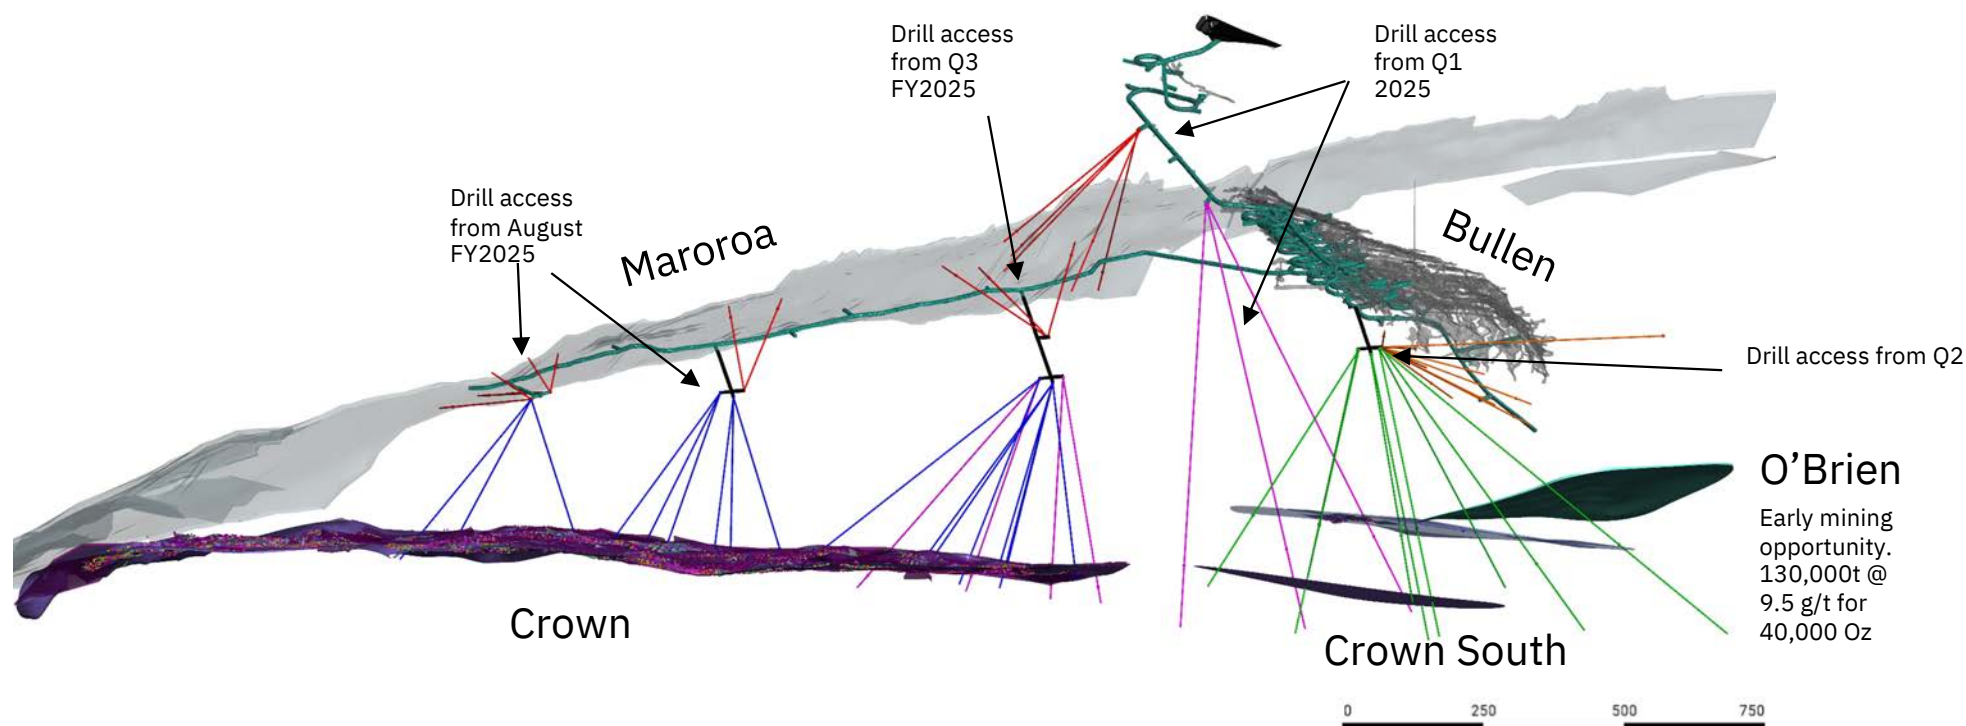 Drill access
from Q3
FY2025
Drill access
from Q1
2025
Drill access
from August
FY2025
Maroroa
Bullen
Drill access from Q2
O’Brien
Early mining
opportunity.
130,000t @
9.5 g/t for
40,000 Oz
Crown
Crown South
0 250 500 750